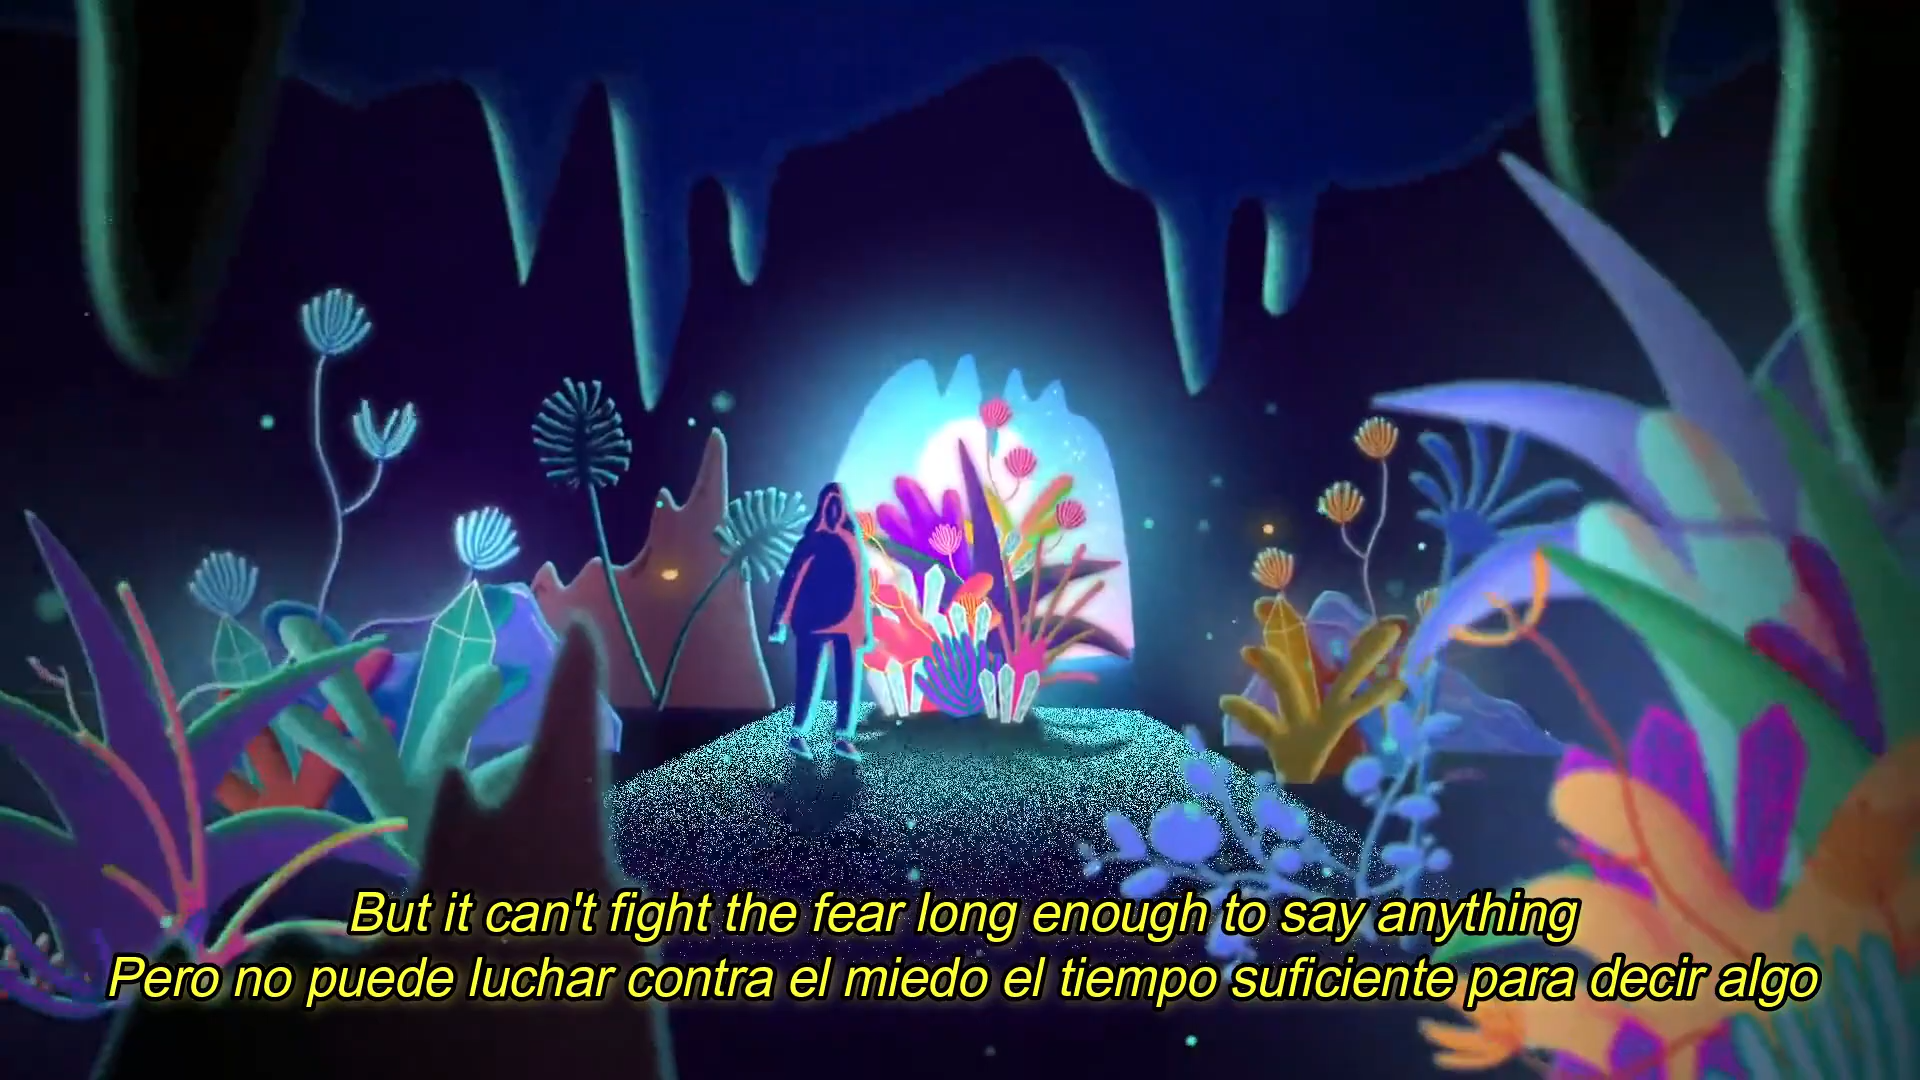 But it can't fight the fear long enough to say anything
Pero no puede luchar contra el miedo el tiempo suficiente para decir algo